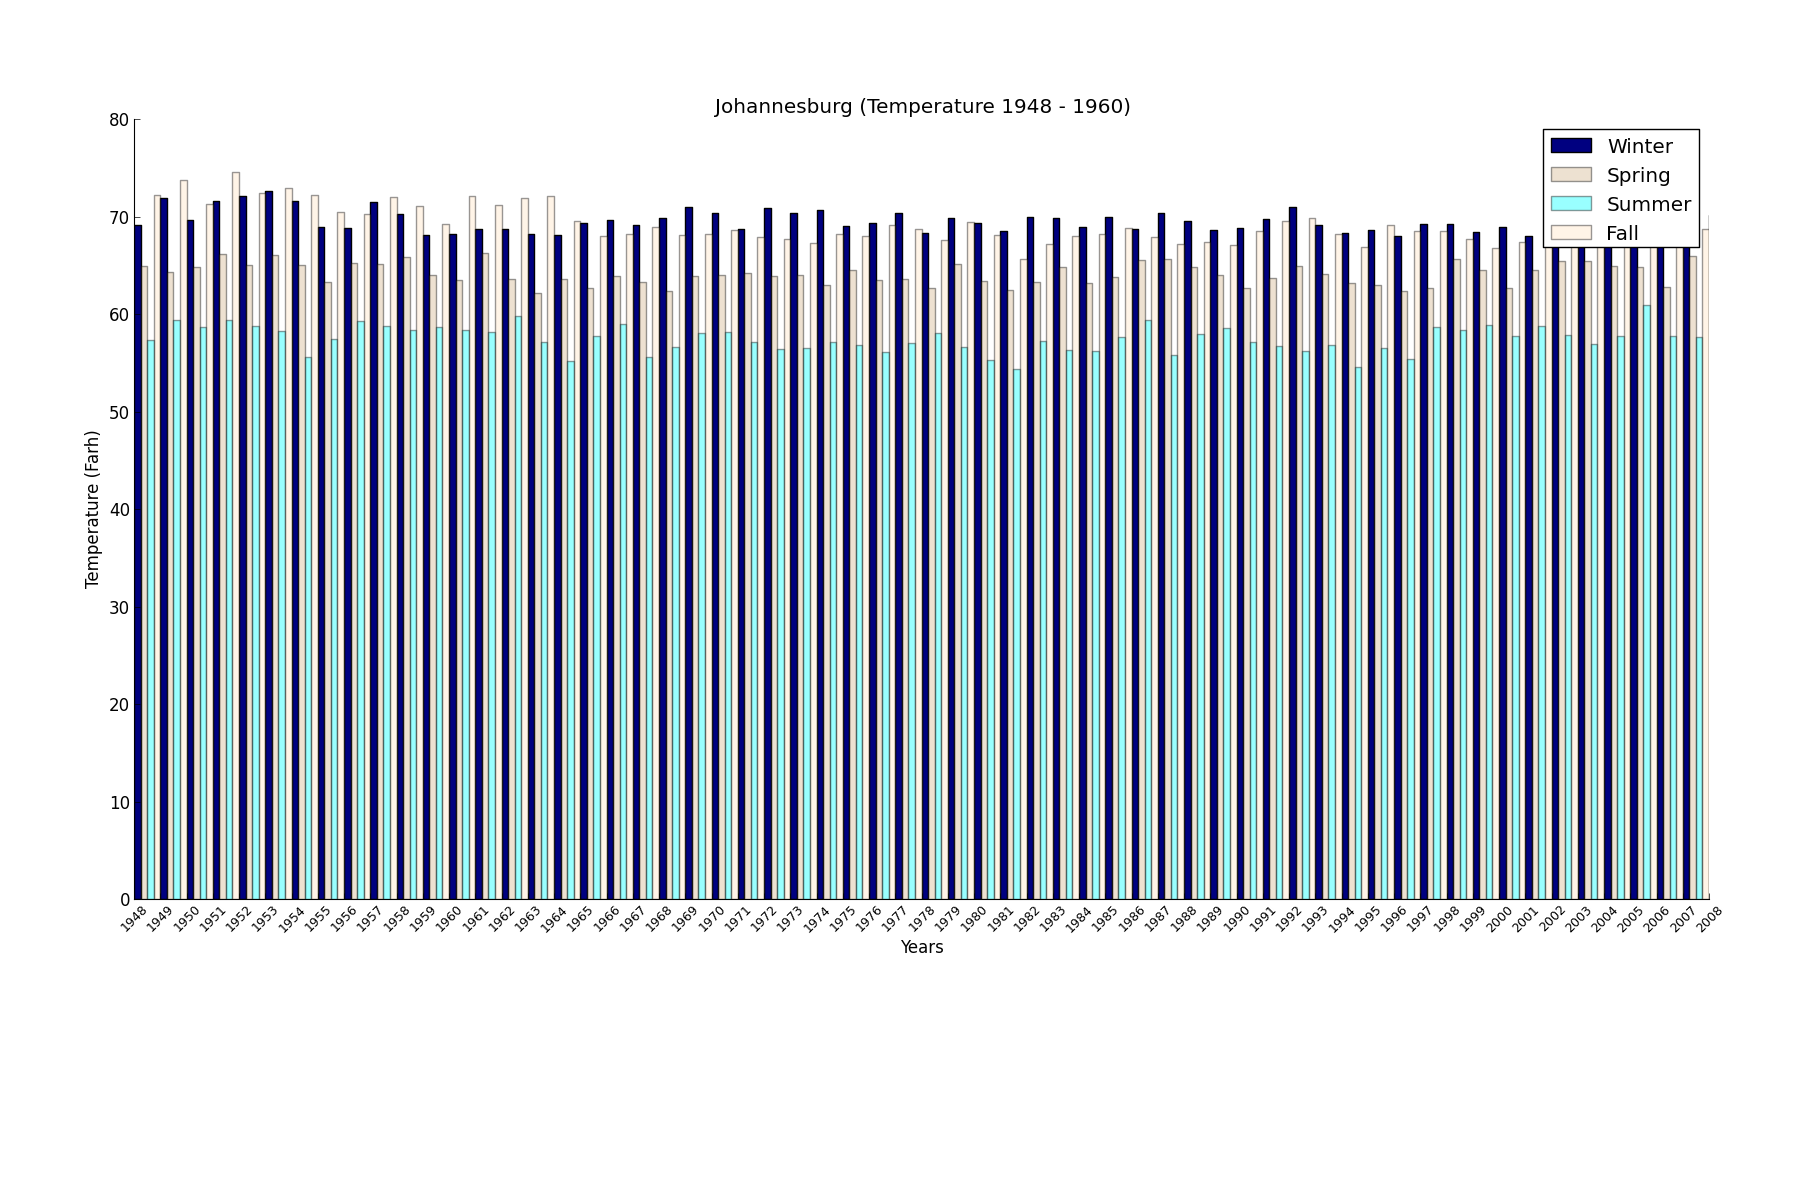 Johannesburg (Temperature 1948 - 1960)
80
70
60
50
40
30
20
10
0
Temperature (Farh)
Winter
Spring
Summer
Fall
1948 1949 1950 1951 1952 1953 1954 1955 1956 1957 1958 1959 1960 1961 1962 1963 1964 1965 1966 1967 1968 1969 1970 1971 1972 1973 1974 1975 1976 1977 1978 1979 1980 1981 1982 1983 1984 1985 1986 1987 1988 1989 1990 1991 1992 1993 1994 1995 1996 1997 1998 1999 2000 2001 2002 2003 2004 2005 2006 2007 2008
Years